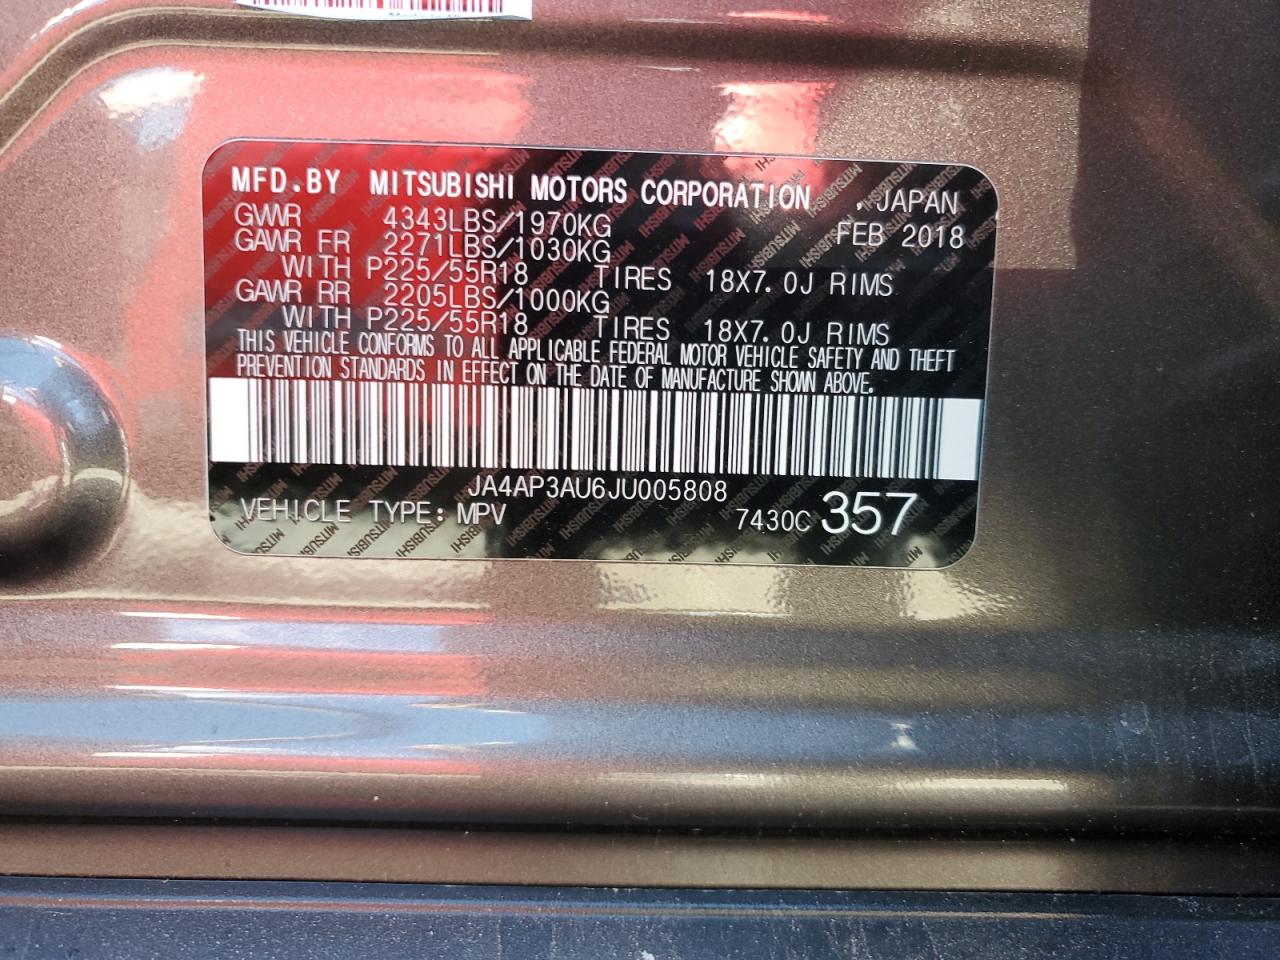 MFD.BY MITSUBISHI MOTORS CORPORATION , JAPAN
GVWR 4343LBS/1970KG FEB 2018
GAWR FR 2271LBS/1030KG
WITH P225/55R18 TIRES 18X7.0J RIMS
GAWR RR 2205LBS/1000KG
WITH P225/55R18 TIRES 18X7.0J RIMS
THIS VEHICLE CONFORMS TO ALL APPLICABLE FEDERAL MOTOR VEHICLE SAFETY AND THEFT
PREVENTION STANDARDS IN EFFECT ON THE DATE OF MANUFACTURE SHOWN ABOVE.
JA4AP3AU6JU005808
VEHICLE TYPE: MPV 7430C 357